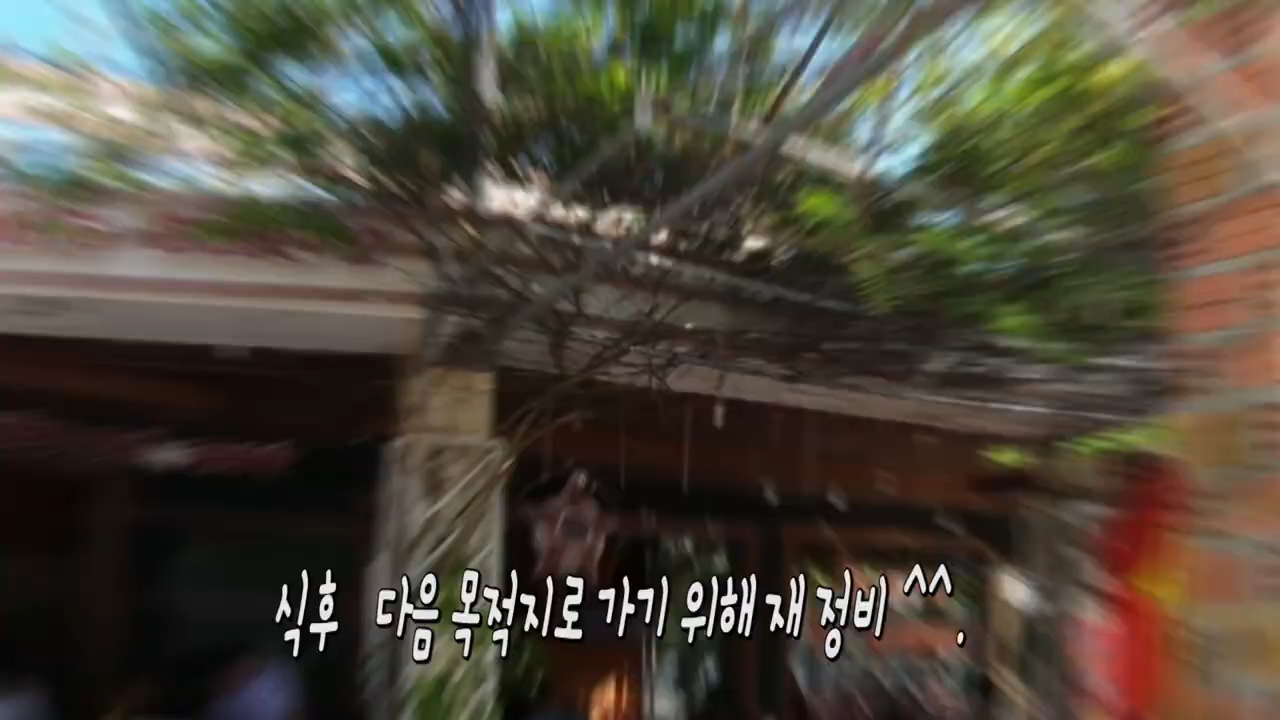 식후 다음 목적지로 가기 위해 재 정비 ^^.